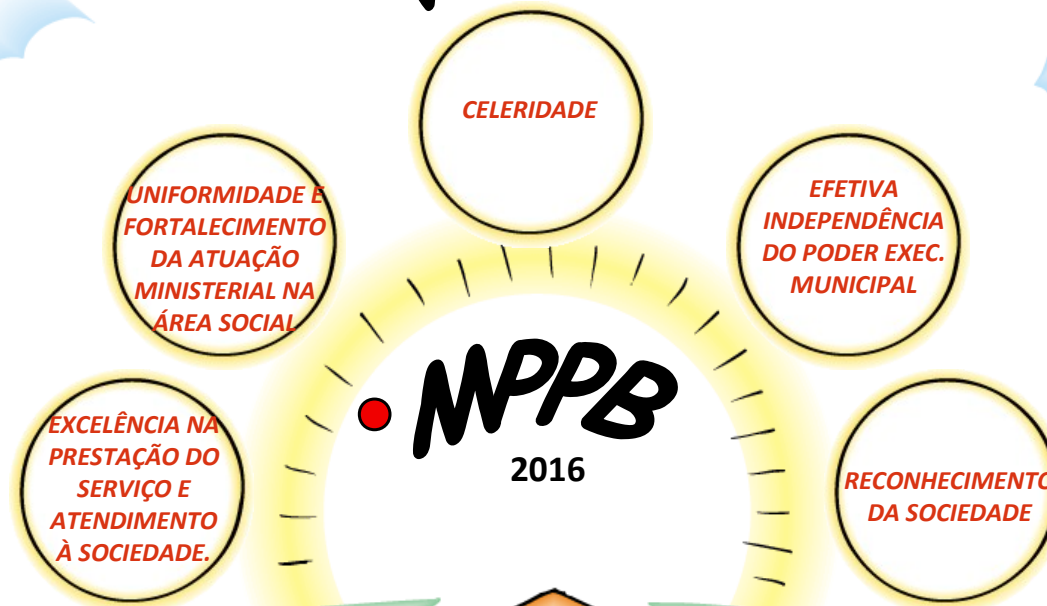 CELERIDADE
UNIFORMIDADE E
FORTALECIMENTO
DA ATUAÇÃO
MINISTERIAL NA
ÁREA SOCIAL
EFETIVA
INDEPENDÊNCIA
DO PODER EXEC.
MUNICIPAL
MPPB
2016
EXCELÊNCIA NA
PRESTAÇÃO DO
SERVIÇO E
ATENDIMENTO
À SOCIEDADE.
RECONHECIMENTO
DA SOCIEDADE